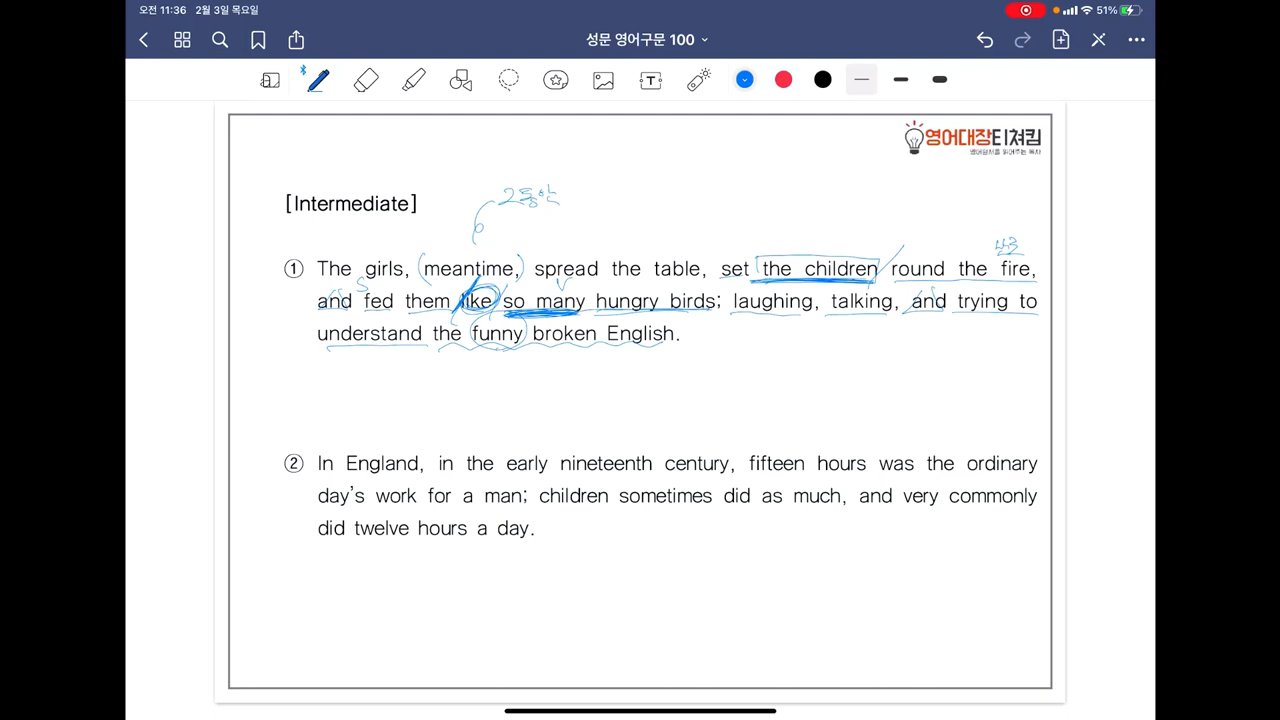 오전 11:36 2월 3일 목요일
51%
성문 영어구문 100
영어대장티쳐킴
[Intermediate]
동안
① The girls, (meantime,) spread the table, set the children round the fire,
and fed them like so many hungry birds; laughing, talking, and trying to
understand the funny broken English.
② In England, in the early nineteenth century, fifteen hours was the ordinary
day's work for a man; children sometimes did as much, and very commonly
did twelve hours a day.